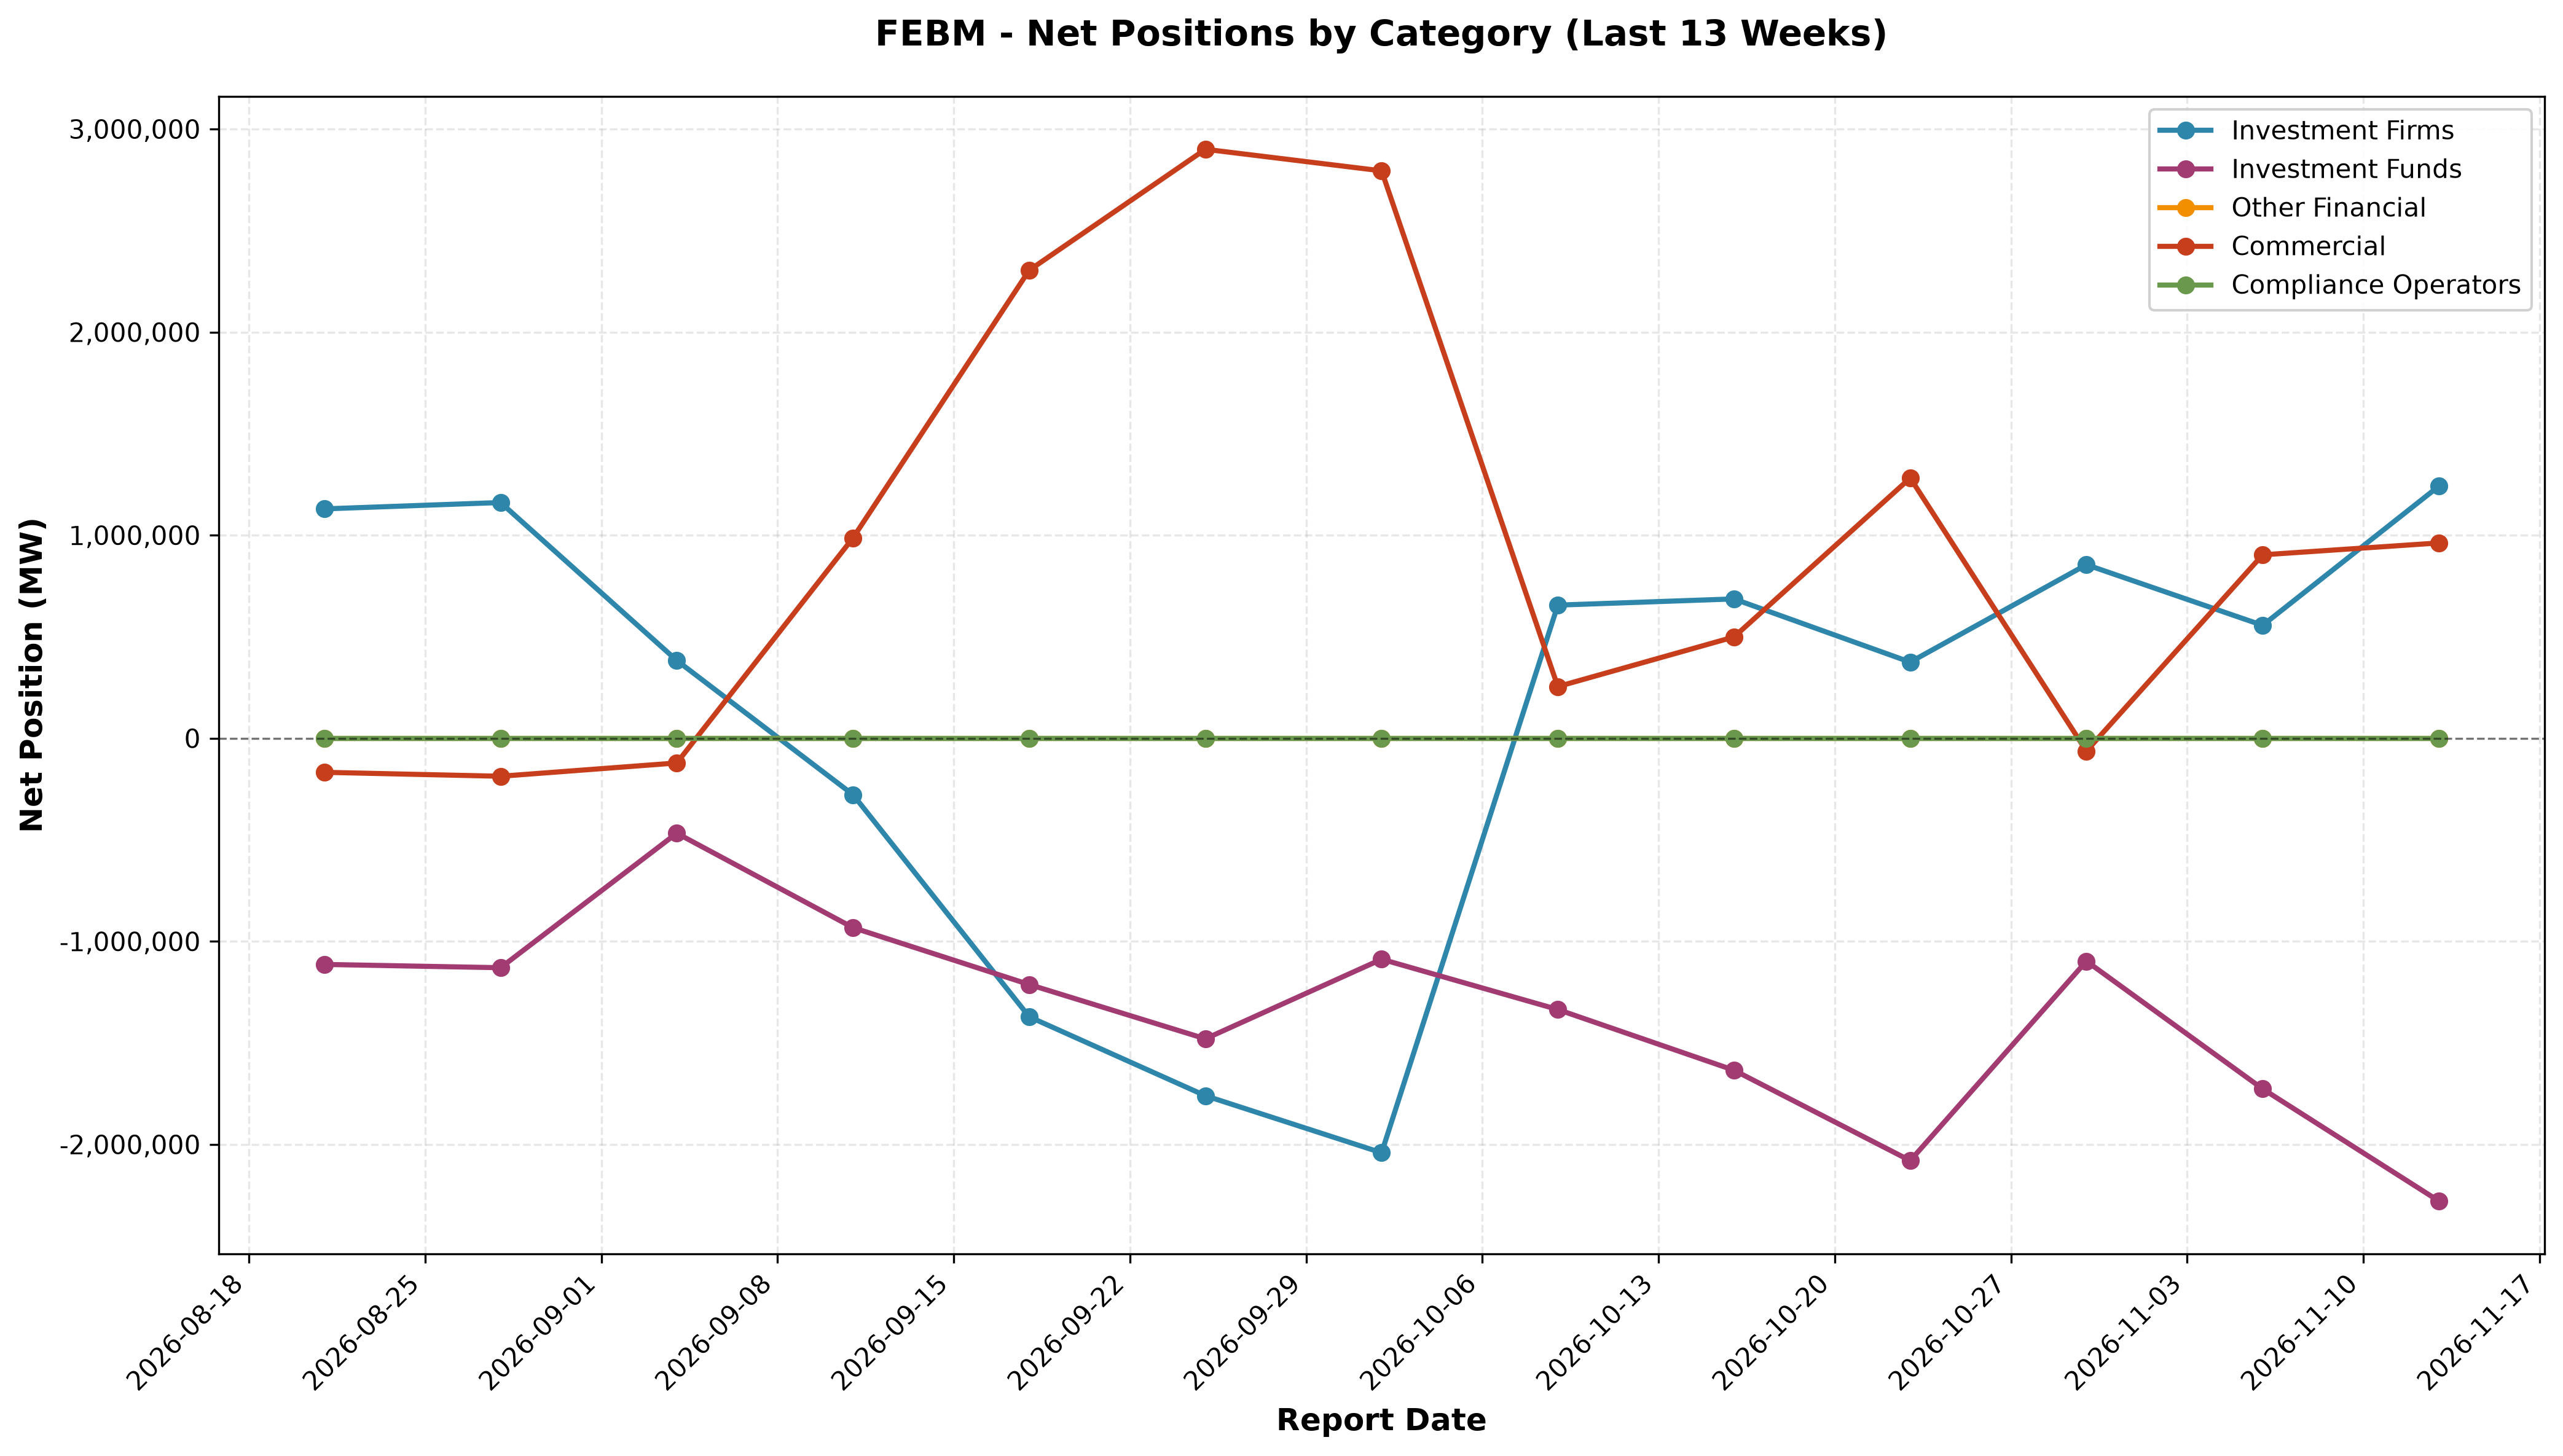 FEBM - Net Positions by Category (Last 13 Weeks)
Net Position (MW)
3,000,000
2,000,000
1,000,000
0
-1,000,000
-2,000,000
Investment Firms
Investment Funds
Other Financial
Commercial
Compliance Operators
2026-08-18
2026-08-25
2026-09-01
2026-09-08
2026-09-15
2026-09-22
2026-09-29
2026-10-06
2026-10-13
2026-10-20
2026-10-27
2026-11-03
2026-11-10
2026-11-17
Report Date